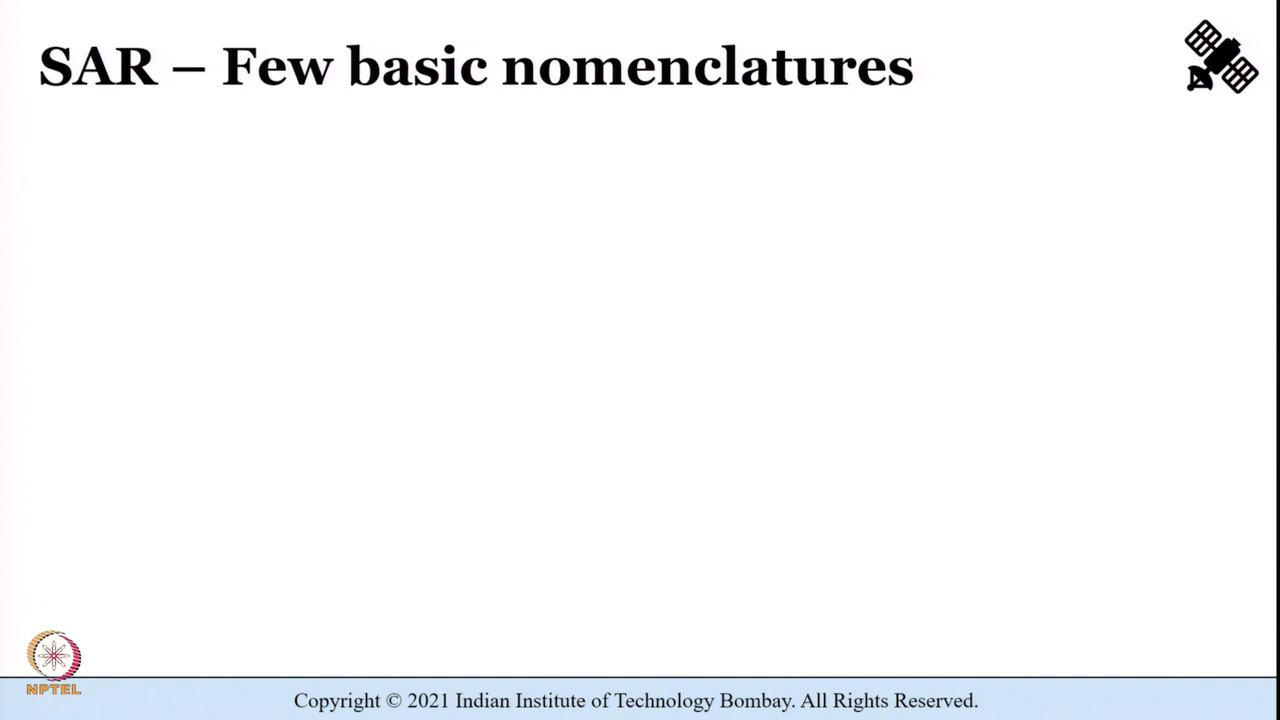 SAR – Few basic nomenclatures
NPTEL
Copyright © 2021 Indian Institute of Technology Bombay. All Rights Reserved.